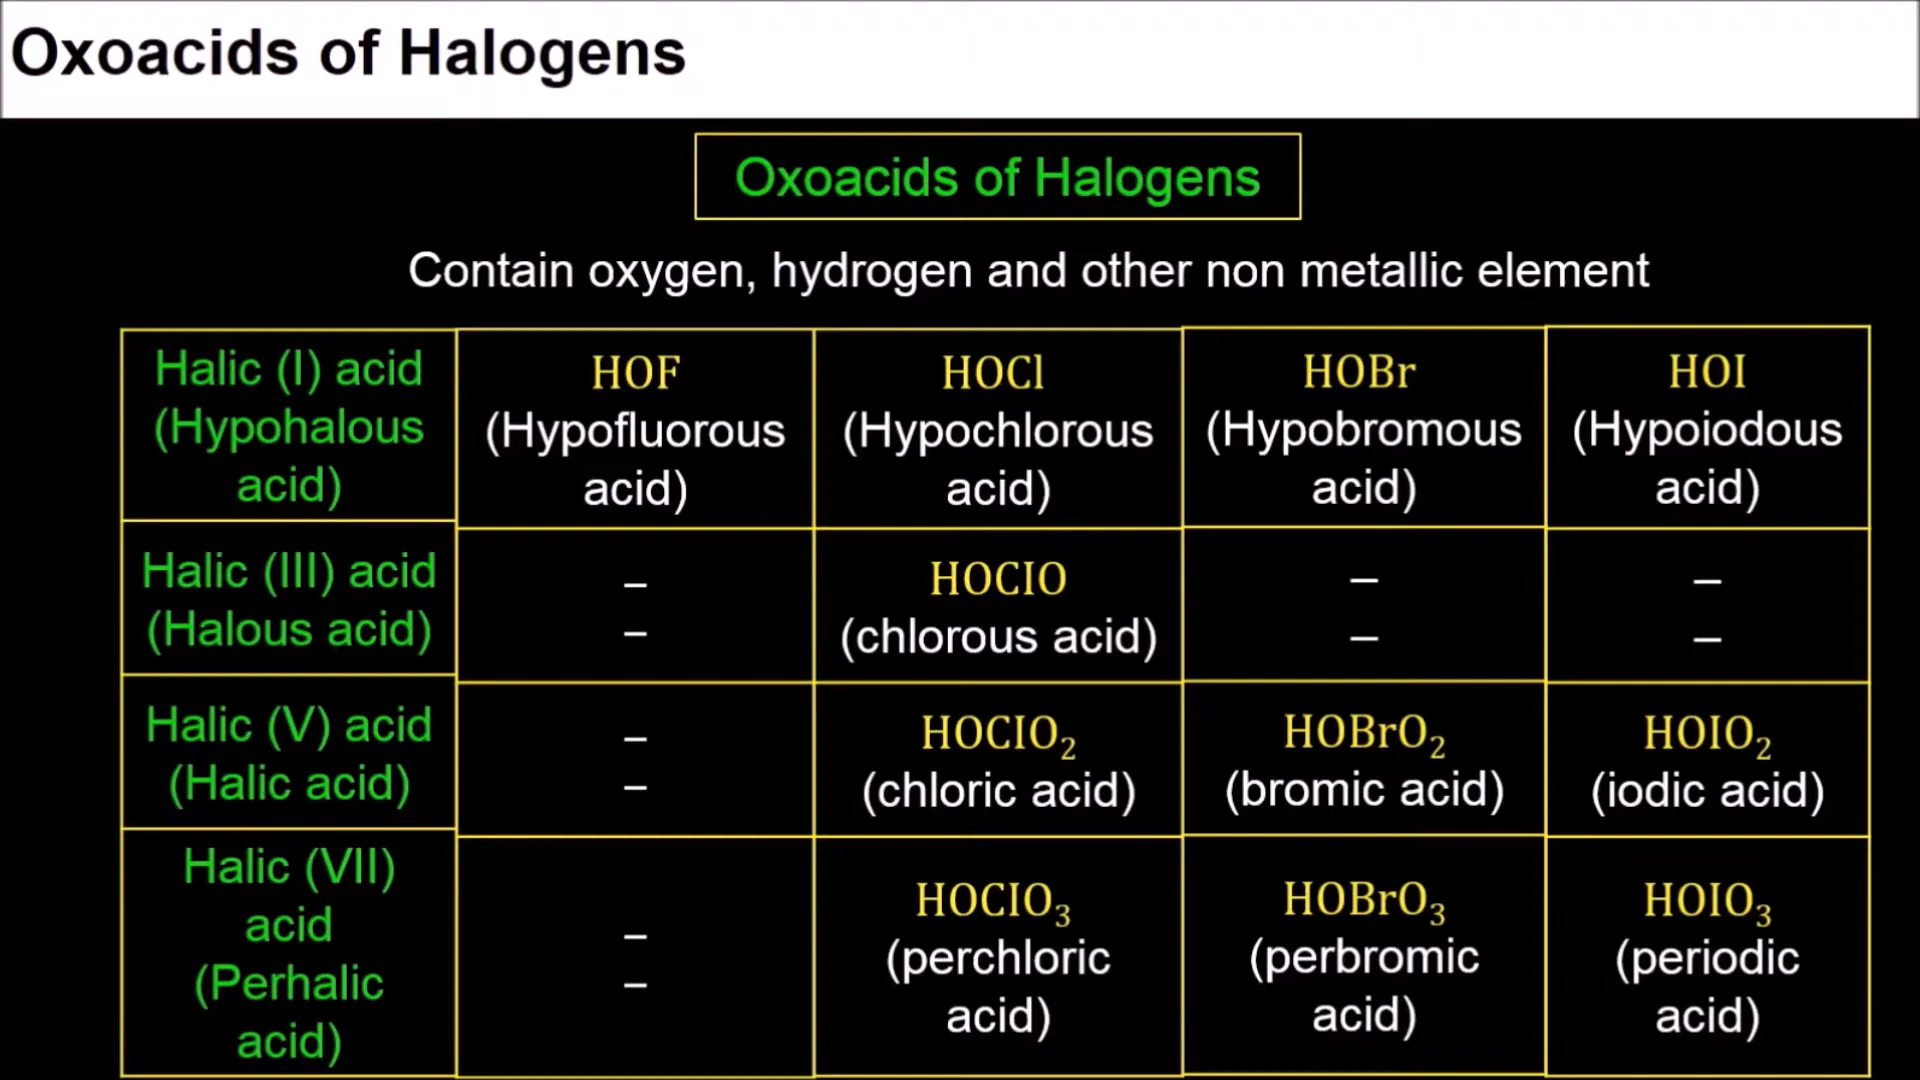 Oxoacids of Halogens
Oxoacids of Halogens
Contain oxygen, hydrogen and other non metallic element
Halic (I) acid
(Hypohalous
acid)
HOF
(Hypofluorous
acid)
HOCl
(Hypochlorous
acid)
HOBr
(Hypobromous
acid)
HOI
(Hypoiodous
acid)
Halic (III) acid
(Halous acid)
–
–
HOCIO
(chlorous acid)
–
–
–
–
Halic (V) acid
(Halic acid)
–
–
HOCIO₂
(chloric acid)
HOBrO₂
(bromic acid)
HOIO₂
(iodic acid)
Halic (VII)
acid
(Perhalic
acid)
–
–
HOCIO₃
(perchloric
acid)
HOBrO₃
(perbromic
acid)
HOIO₃
(periodic
acid)